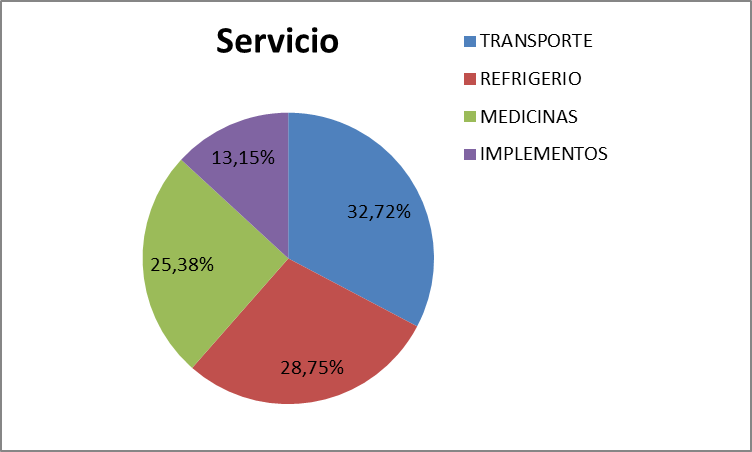 Servicio
TRANSPORTE
REFRIGERIO
MEDICINAS
IMPLEMENTOS
13,15%
32,72%
25,38%
28,75%